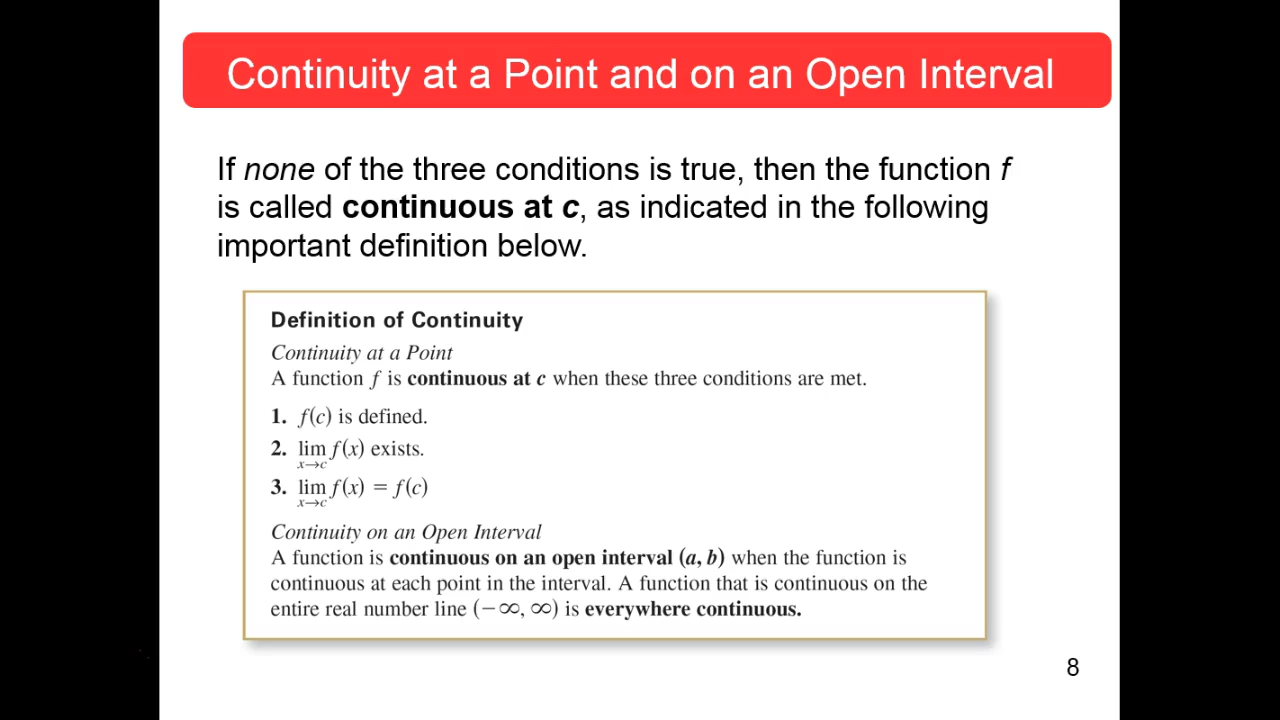 Continuity at a Point and on an Open Interval
If none of the three conditions is true, then the function f
is called continuous at c, as indicated in the following
important definition below.
Definition of Continuity
Continuity at a Point
A function f is continuous at c when these three conditions are met.
1. f(c) is defined.
2. lim f(x) exists.
x→c
3. lim f(x) = f(c)
x→c
Continuity on an Open Interval
A function is continuous on an open interval (a, b) when the function is
continuous at each point in the interval. A function that is continuous on the
entire real number line (−∞, ∞) is everywhere continuous.
8